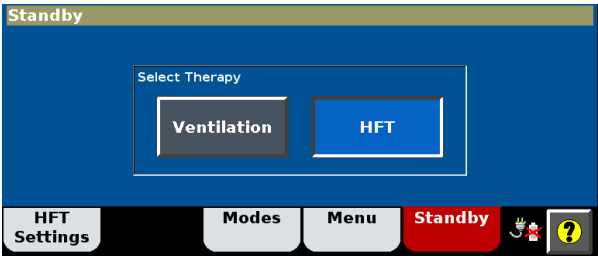 Standby
Select Therapy
Ventilation
HFT
HFT
Settings
Modes
Menu
Standby
?